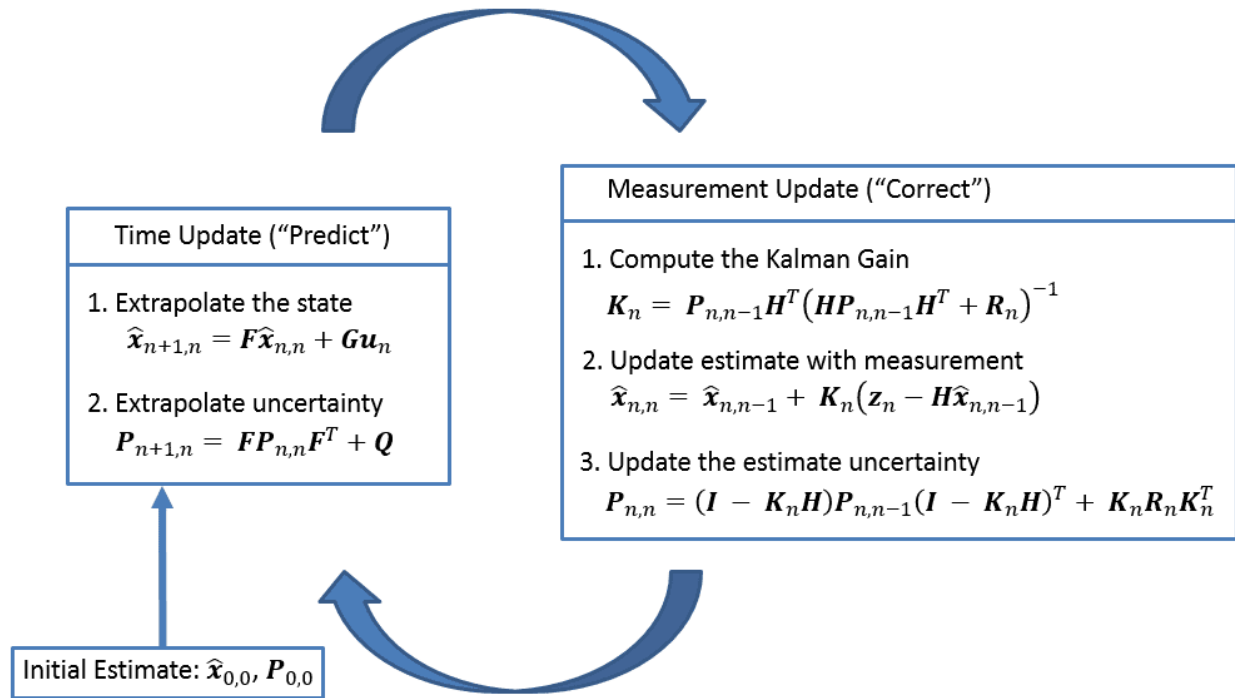 Time Update (“Predict”)
1. Extrapolate the state
x̂ₙ₊₁,ₙ = Fx̂ₙ,ₙ + Guₙ
2. Extrapolate uncertainty
Pₙ₊₁,ₙ = FPₙ,ₙFᵀ + Q
Initial Estimate: x̂₀,₀, P₀,₀
Measurement Update (“Correct”)
1. Compute the Kalman Gain
Kₙ = Pₙ,ₙ₋₁Hᵀ(HPₙ,ₙ₋₁Hᵀ + Rₙ)⁻¹
2. Update estimate with measurement
x̂ₙ,ₙ = x̂ₙ,ₙ₋₁ + Kₙ(zₙ − Hx̂ₙ,ₙ₋₁)
3. Update the estimate uncertainty
Pₙ,ₙ = (I − KₙH)Pₙ,ₙ₋₁(I − KₙH)ᵀ + KₙRₙKₙᵀ